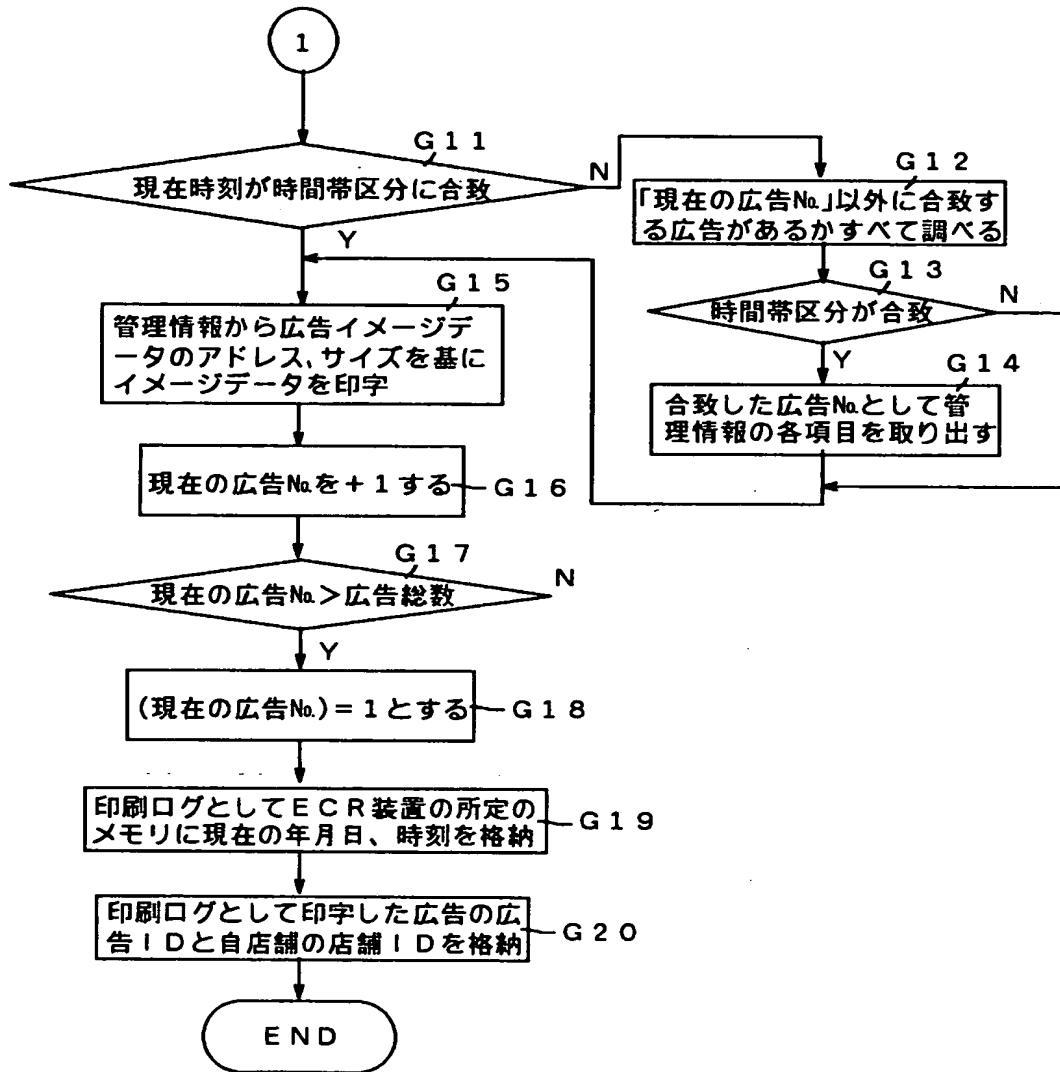 1
G11
現在時刻が時間帯区分に合致
N
Y
G12
「現在の広告№」以外に合致す
る広告があるかすべて調べる
G13
時間帯区分が合致
N
Y
G14
合致した広告№として管
理情報の各項目を取り出す
G15
管理情報から広告イメージデ
ータのアドレス、サイズを基に
イメージデータを印字
現在の広告№を+1する
G16
G17
現在の広告№>広告総数
N
Y
(現在の広告№)=1とする
G18
印刷ログとしてECR装置の所定の
メモリに現在の年月日、時刻を格納
G19
印刷ログとして印字した広告の広
告IDと自店舗の店舗IDを格納
G20
END